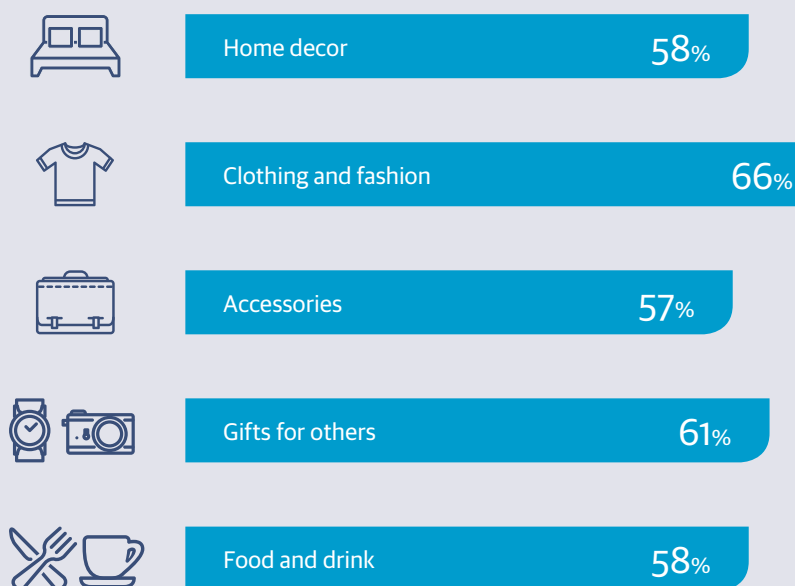 Home decor 58%
Clothing and fashion 66%
Accessories 57%
Gifts for others 61%
Food and drink 58%